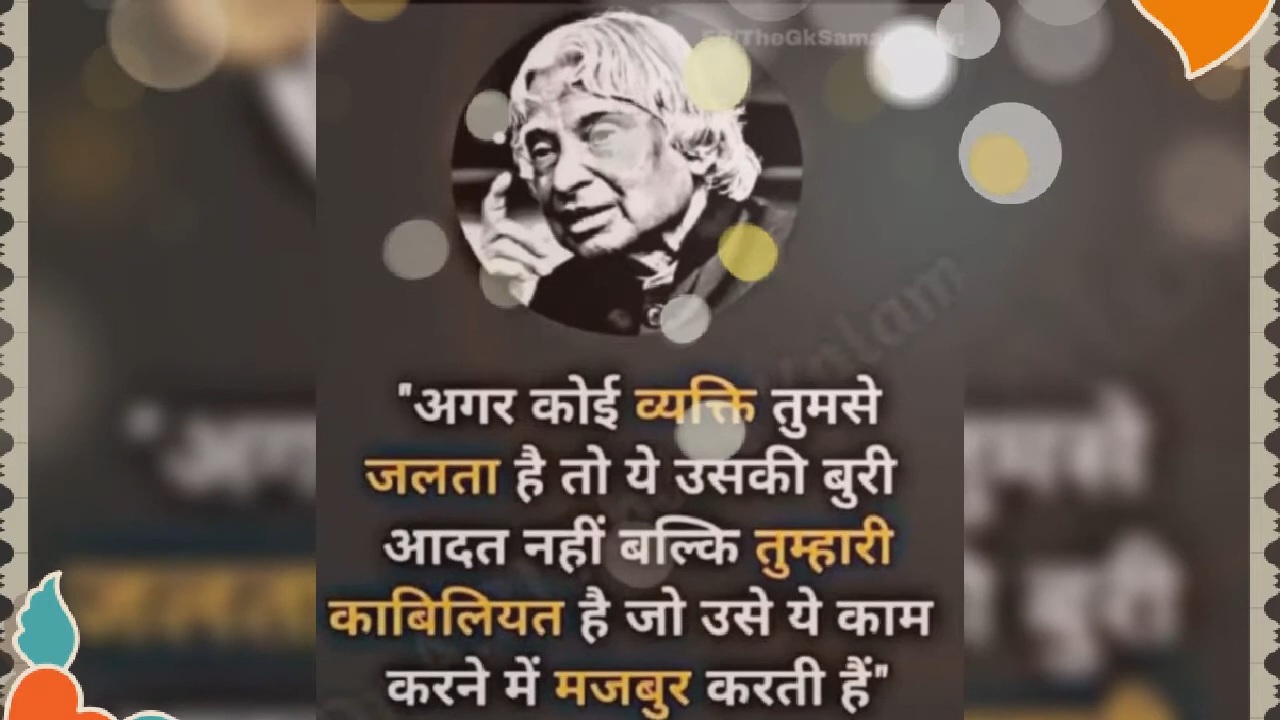 "अगर कोई व्यक्ति तुमसे
जलता है तो ये उसकी बुरी
आदत नहीं बल्कि तुम्हारी
काबिलियत है जो उसे ये काम
करने में मजबुर करती हैं"